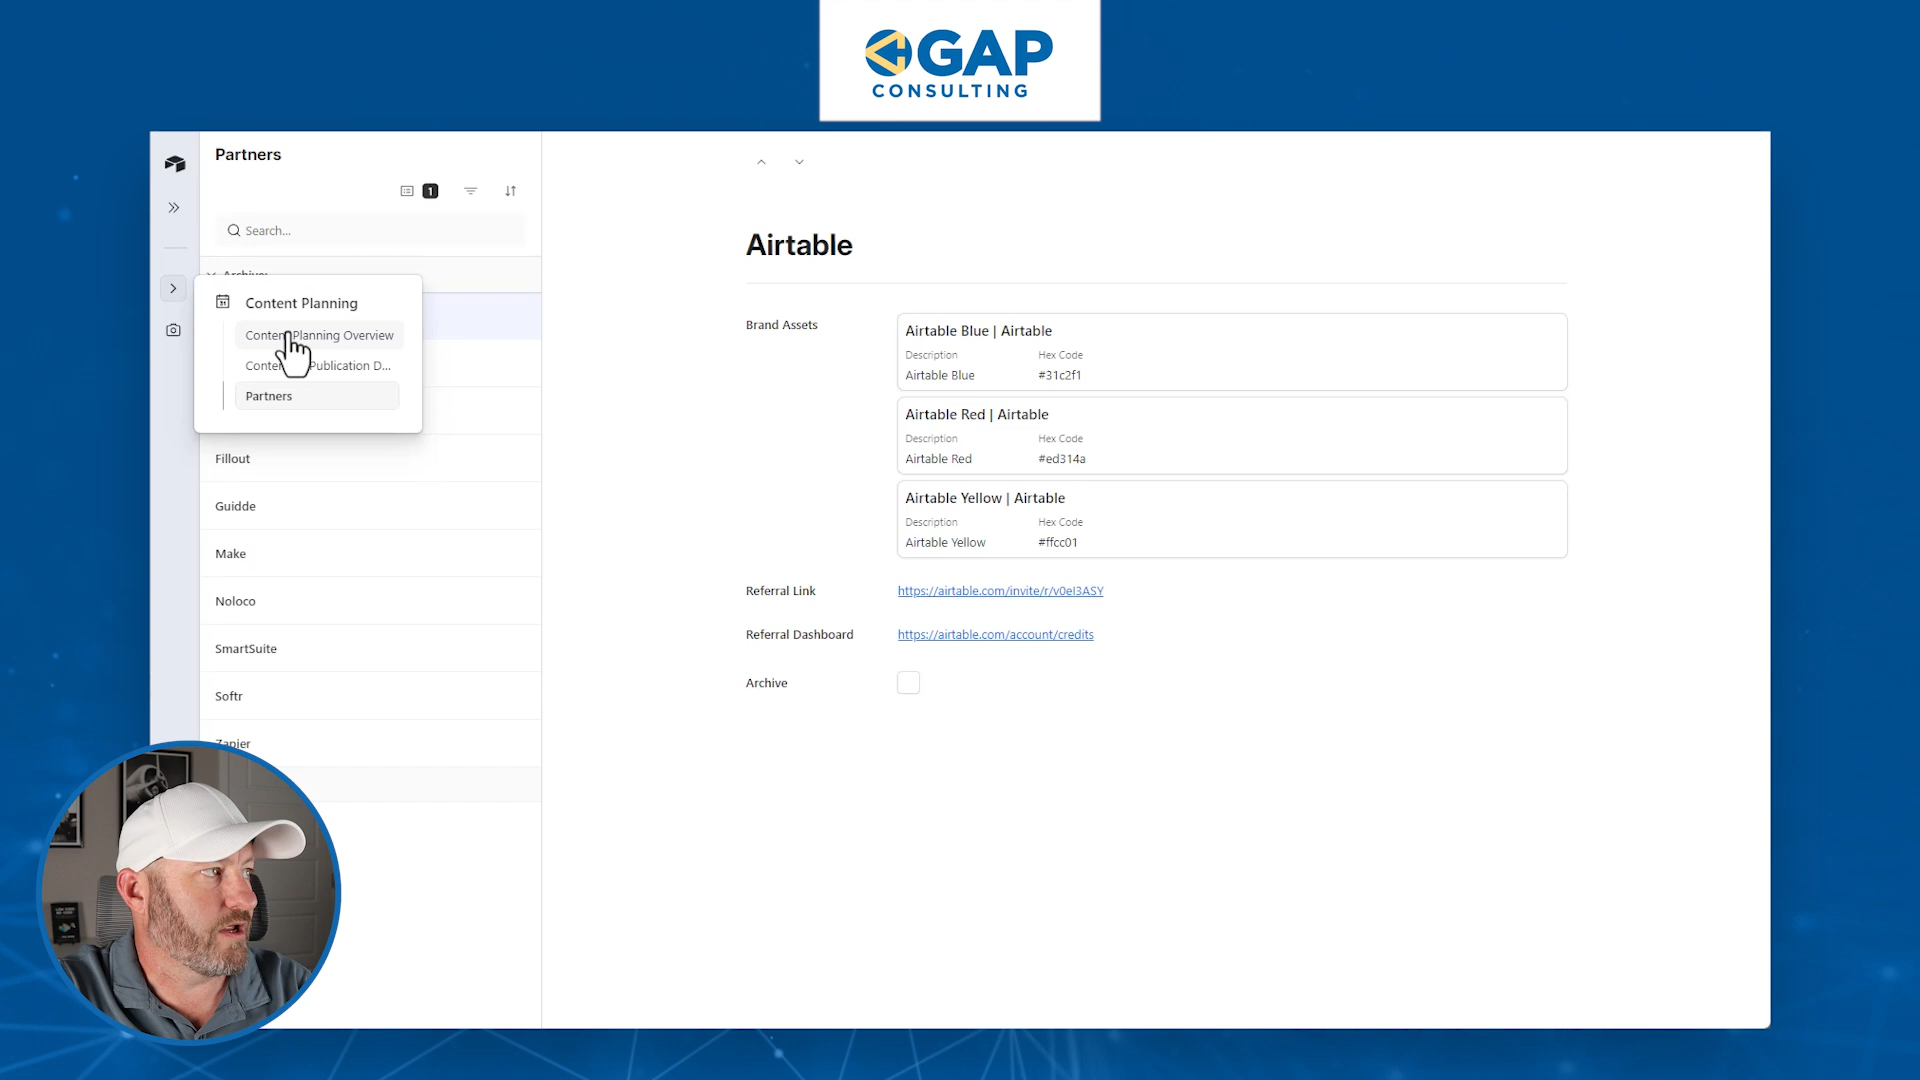 GAP
CONSULTING
Partners
1
Search...
Content Planning
Content Planning Overview
Publication D...
Partners
Fillout
Guidde
Make
Noloco
SmartSuite
Softr
Zapier
Airtable
Brand Assets
Airtable Blue | Airtable
Description Hex Code
Airtable Blue #31c2f1
Airtable Red | Airtable
Description Hex Code
Airtable Red #ed314a
Airtable Yellow | Airtable
Description Hex Code
Airtable Yellow #ffcc01
Referral Link https://airtable.com/invite/r/v0eI3ASY
Referral Dashboard https://airtable.com/account/credits
Archive